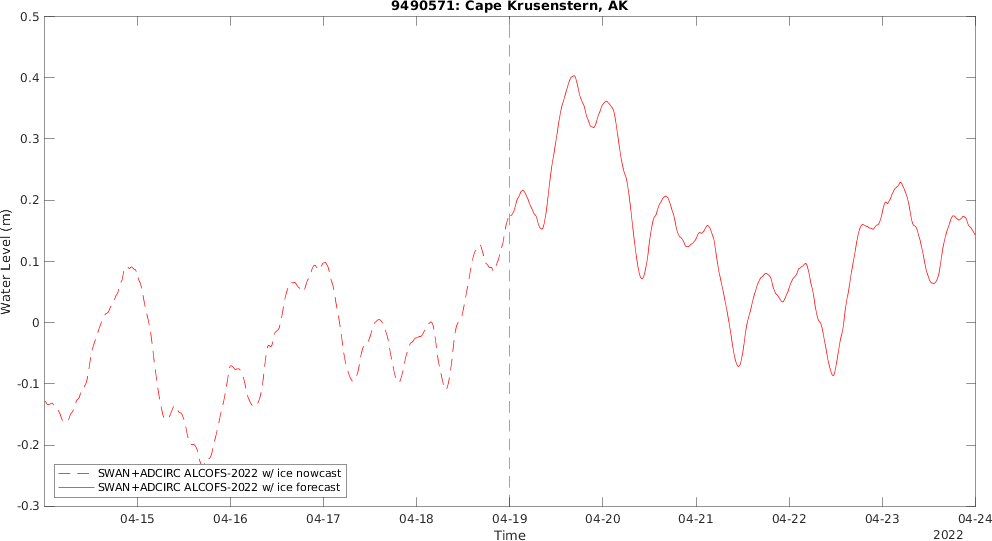 9490571: Cape Krusenstern, AK
0.5
0.4
0.3
0.2
0.1
0
-0.1
-0.2
-0.3
Water Level (m)
SWAN+ADCIRC ALCOFS-2022 w/ ice nowcast
SWAN+ADCIRC ALCOFS-2022 w/ ice forecast
04-15 04-16 04-17 04-18 04-19 04-20 04-21 04-22 04-23 04-24
Time
2022